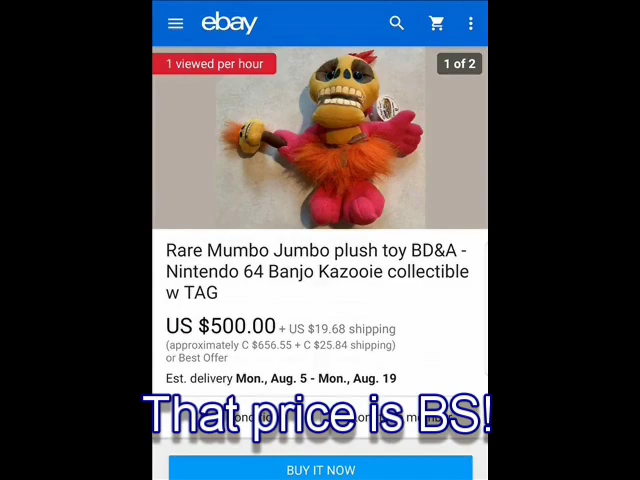 ebay
1 viewed per hour
1 of 2
Rare Mumbo Jumbo plush toy BD&A -
Nintendo 64 Banjo Kazooie collectible
w TAG
US $500.00 + US $19.68 shipping
(approximately C $656.55 + C $25.84 shipping)
or Best Offer
Est. delivery Mon., Aug. 5 - Mon., Aug. 19
That price is BS!
BUY IT NOW